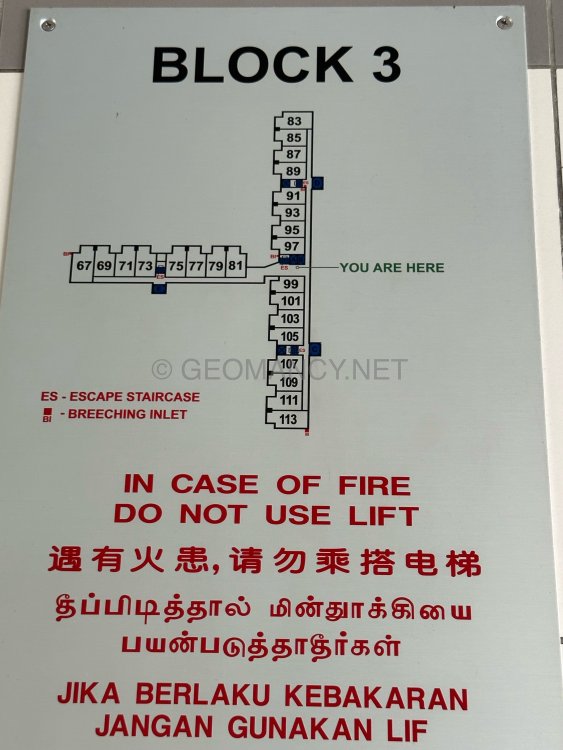 BLOCK 3
83
85
87
89
91
93
95
97
ES
YOU ARE HERE
67 69 71 73 75 77 79 81
99
101
103
105
107
109
111
113
© GEOMANCY.NET
ES - ESCAPE STAIRCASE
BI - BREECHING INLET
IN CASE OF FIRE
DO NOT USE LIFT
遇有火患,请勿乘搭电梯
தீப்பிடித்தால் மின்தூக்கியை
பயன்படுத்தாதீர்கள்
JIKA BERLAKU KEBAKARAN
JANGAN GUNAKAN LIF